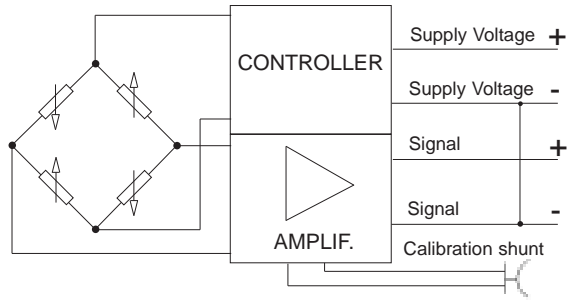 Supply Voltage +
CONTROLLER
Supply Voltage -
Signal +
Signal -
AMPLIF.
Calibration shunt